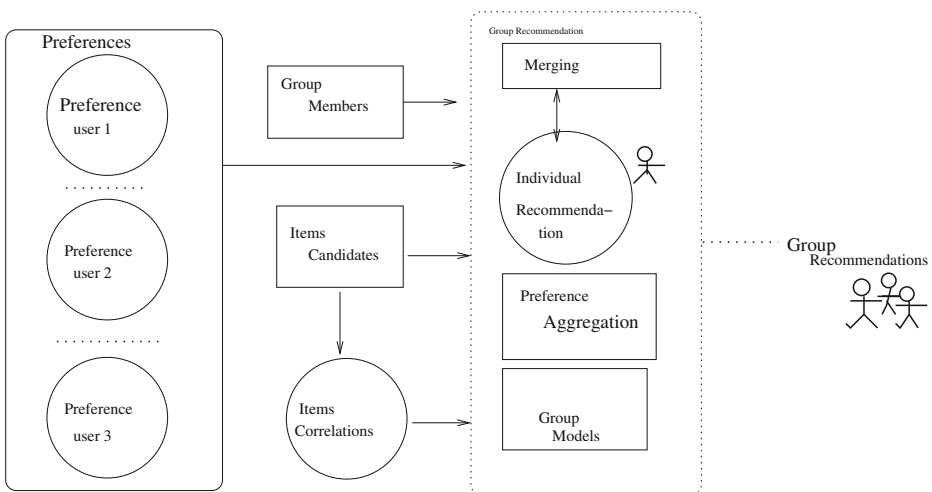 Preferences
Preference
user 1
Preference
user 2
Preference
user 3
Group
Members
Items
Candidates
Items
Correlations
Group Recommendation
Merging
Individual
Recommenda–
tion
Preference
Aggregation
Group
Models
Group
Recommendations